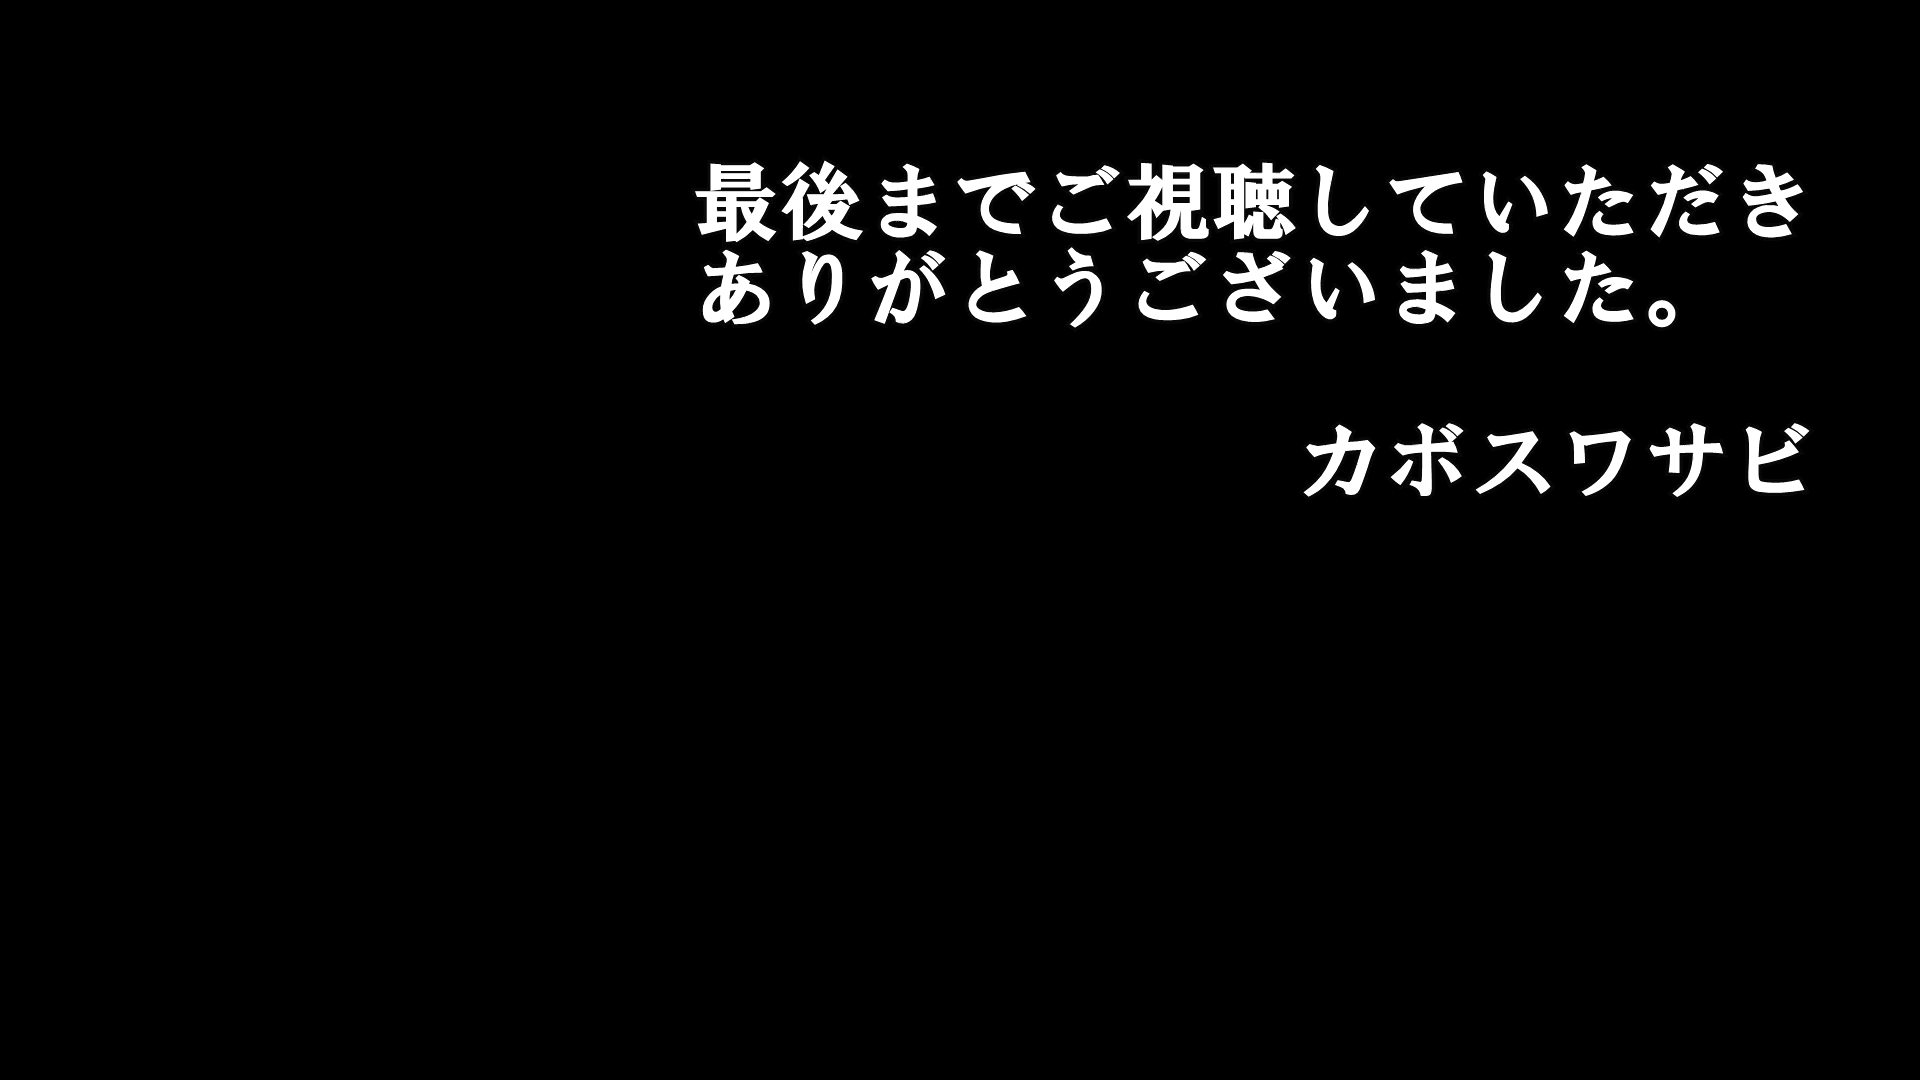 最後までご視聴していただき
ありがとうございました。
カボスワサビ